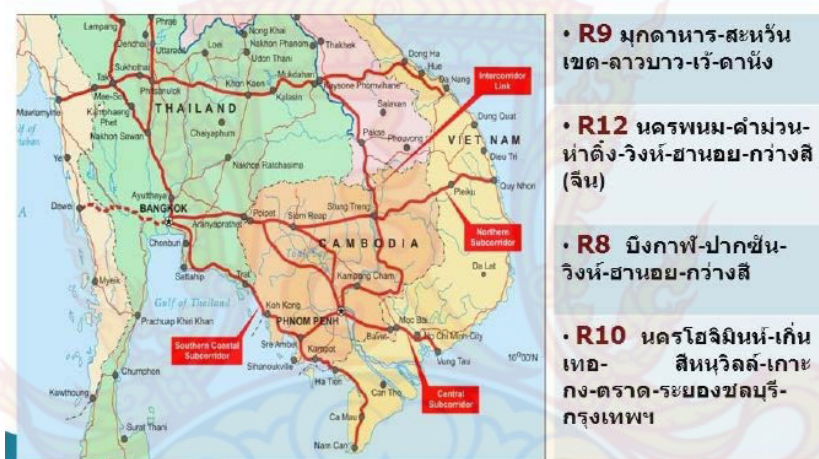 Lampang
Phrae
Nong Khai
Denchai
Uttaradit
Loei
Nakhon Phanom
Thakhek
Udon Thani
Sukhothai
Dong Ha
Hue
Da Nang
Tak
Phitsanulok
Khon Kaen
Mukdahan
Kaysone Phomvihane
Mae Sot
Mawlamyine
Kalasin
Intercorridor
Link
Kamphaeng
Phet
THAILAND
Salavan
Dung Quat
Nakhon Sawan
Chaiyaphum
Pakse
Phouvong
VIET NAM
Ye
Dieu Tri
Nakhon Ratchasima
Pleiku
Quy Nhon
Ayutthaya
Stung Treng
Dawei
BANGKOK
Poipet
Siem Reap
Aranyaprathet
Northern
Subcorridor
Chonburi
CAMBODIA
Sattahip
Da Lat
Myeik
Kampong Cham
Trat
Gulf of Thailand
Koh Kong
PHNOM PENH
Moc Bai
Prachuap Khiri Khan
Bavet
Ho Chi Minh City
Southern Coastal
Subcorridor
Sre Ambel
Vung Tau
10°00'N
Kampot
Sihanoukville
Chumphon
Ha Tien
Can Tho
Central
Subcorridor
Kawthoung
Ca Mau
Surat Thani
Nam Can
• R9 มุกดาหาร-สะหวัน
เขต-ลาวบาว-เว้-ดานัง
• R12 นครพนม-คำม่วน-
ห่าติ๋ง-วิงห์-ฮานอย-กว่างสี
(จีน)
• R8 บึงกาฬ-ปากซัน-
วิงห์-ฮานอย-กว่างสี
• R10 นครโฮจิมินห์-เกิ่น
เทอ- สีหนุวิลล์-เกาะ
กง-ตราด-ระยองชลบุรี-
กรุงเทพฯ